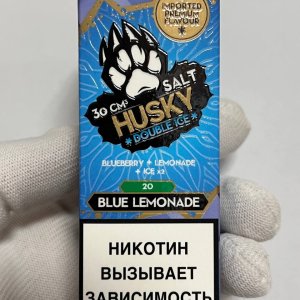 IMPORTED
PREMIUM
FLAVOUR
30 CM³
SALT
HUSKY
* DOUBLE ICE *
BLUEBERRY + LEMONADE
+ ICE x2
20
BLUE LEMONADE
НИКОТИН
ВЫЗЫВАЕТ
ЗАВИСИМОСТЬ